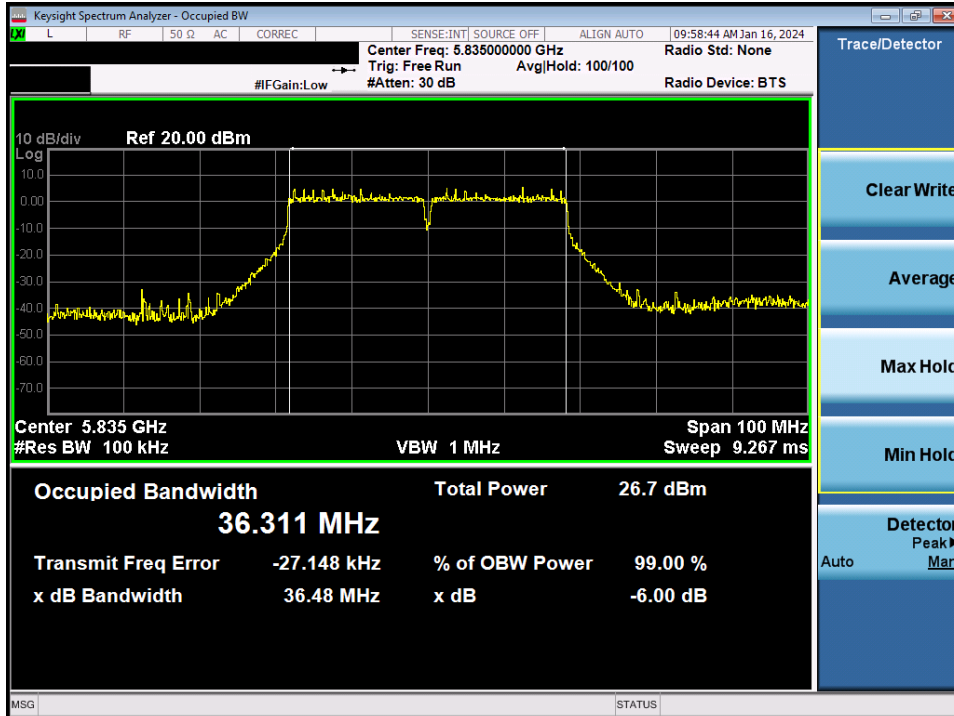 Keysight Spectrum Analyzer - Occupied BW
LXI L RF 50 Ω AC CORREC SENSE:INT SOURCE OFF ALIGN AUTO 09:58:44 AM Jan 16, 2024
Center Freq: 5.835000000 GHz Radio Std: None
Trig: Free Run Avg|Hold: 100/100
#IFGain:Low #Atten: 30 dB Radio Device: BTS
10 dB/div Ref 20.00 dBm
Log
10.0
0.00
-10.0
-20.0
-30.0
-40.0
-50.0
-60.0
-70.0
Center 5.835 GHz Span 100 MHz
#Res BW 100 kHz VBW 1 MHz Sweep 9.267 ms
Occupied Bandwidth Total Power 26.7 dBm
36.311 MHz
Transmit Freq Error -27.148 kHz % of OBW Power 99.00 %
x dB Bandwidth 36.48 MHz x dB -6.00 dB
MSG STATUS
Trace/Detector
Clear Write
Average
Max Hold
Min Hold
Detector
Peak
Auto Man